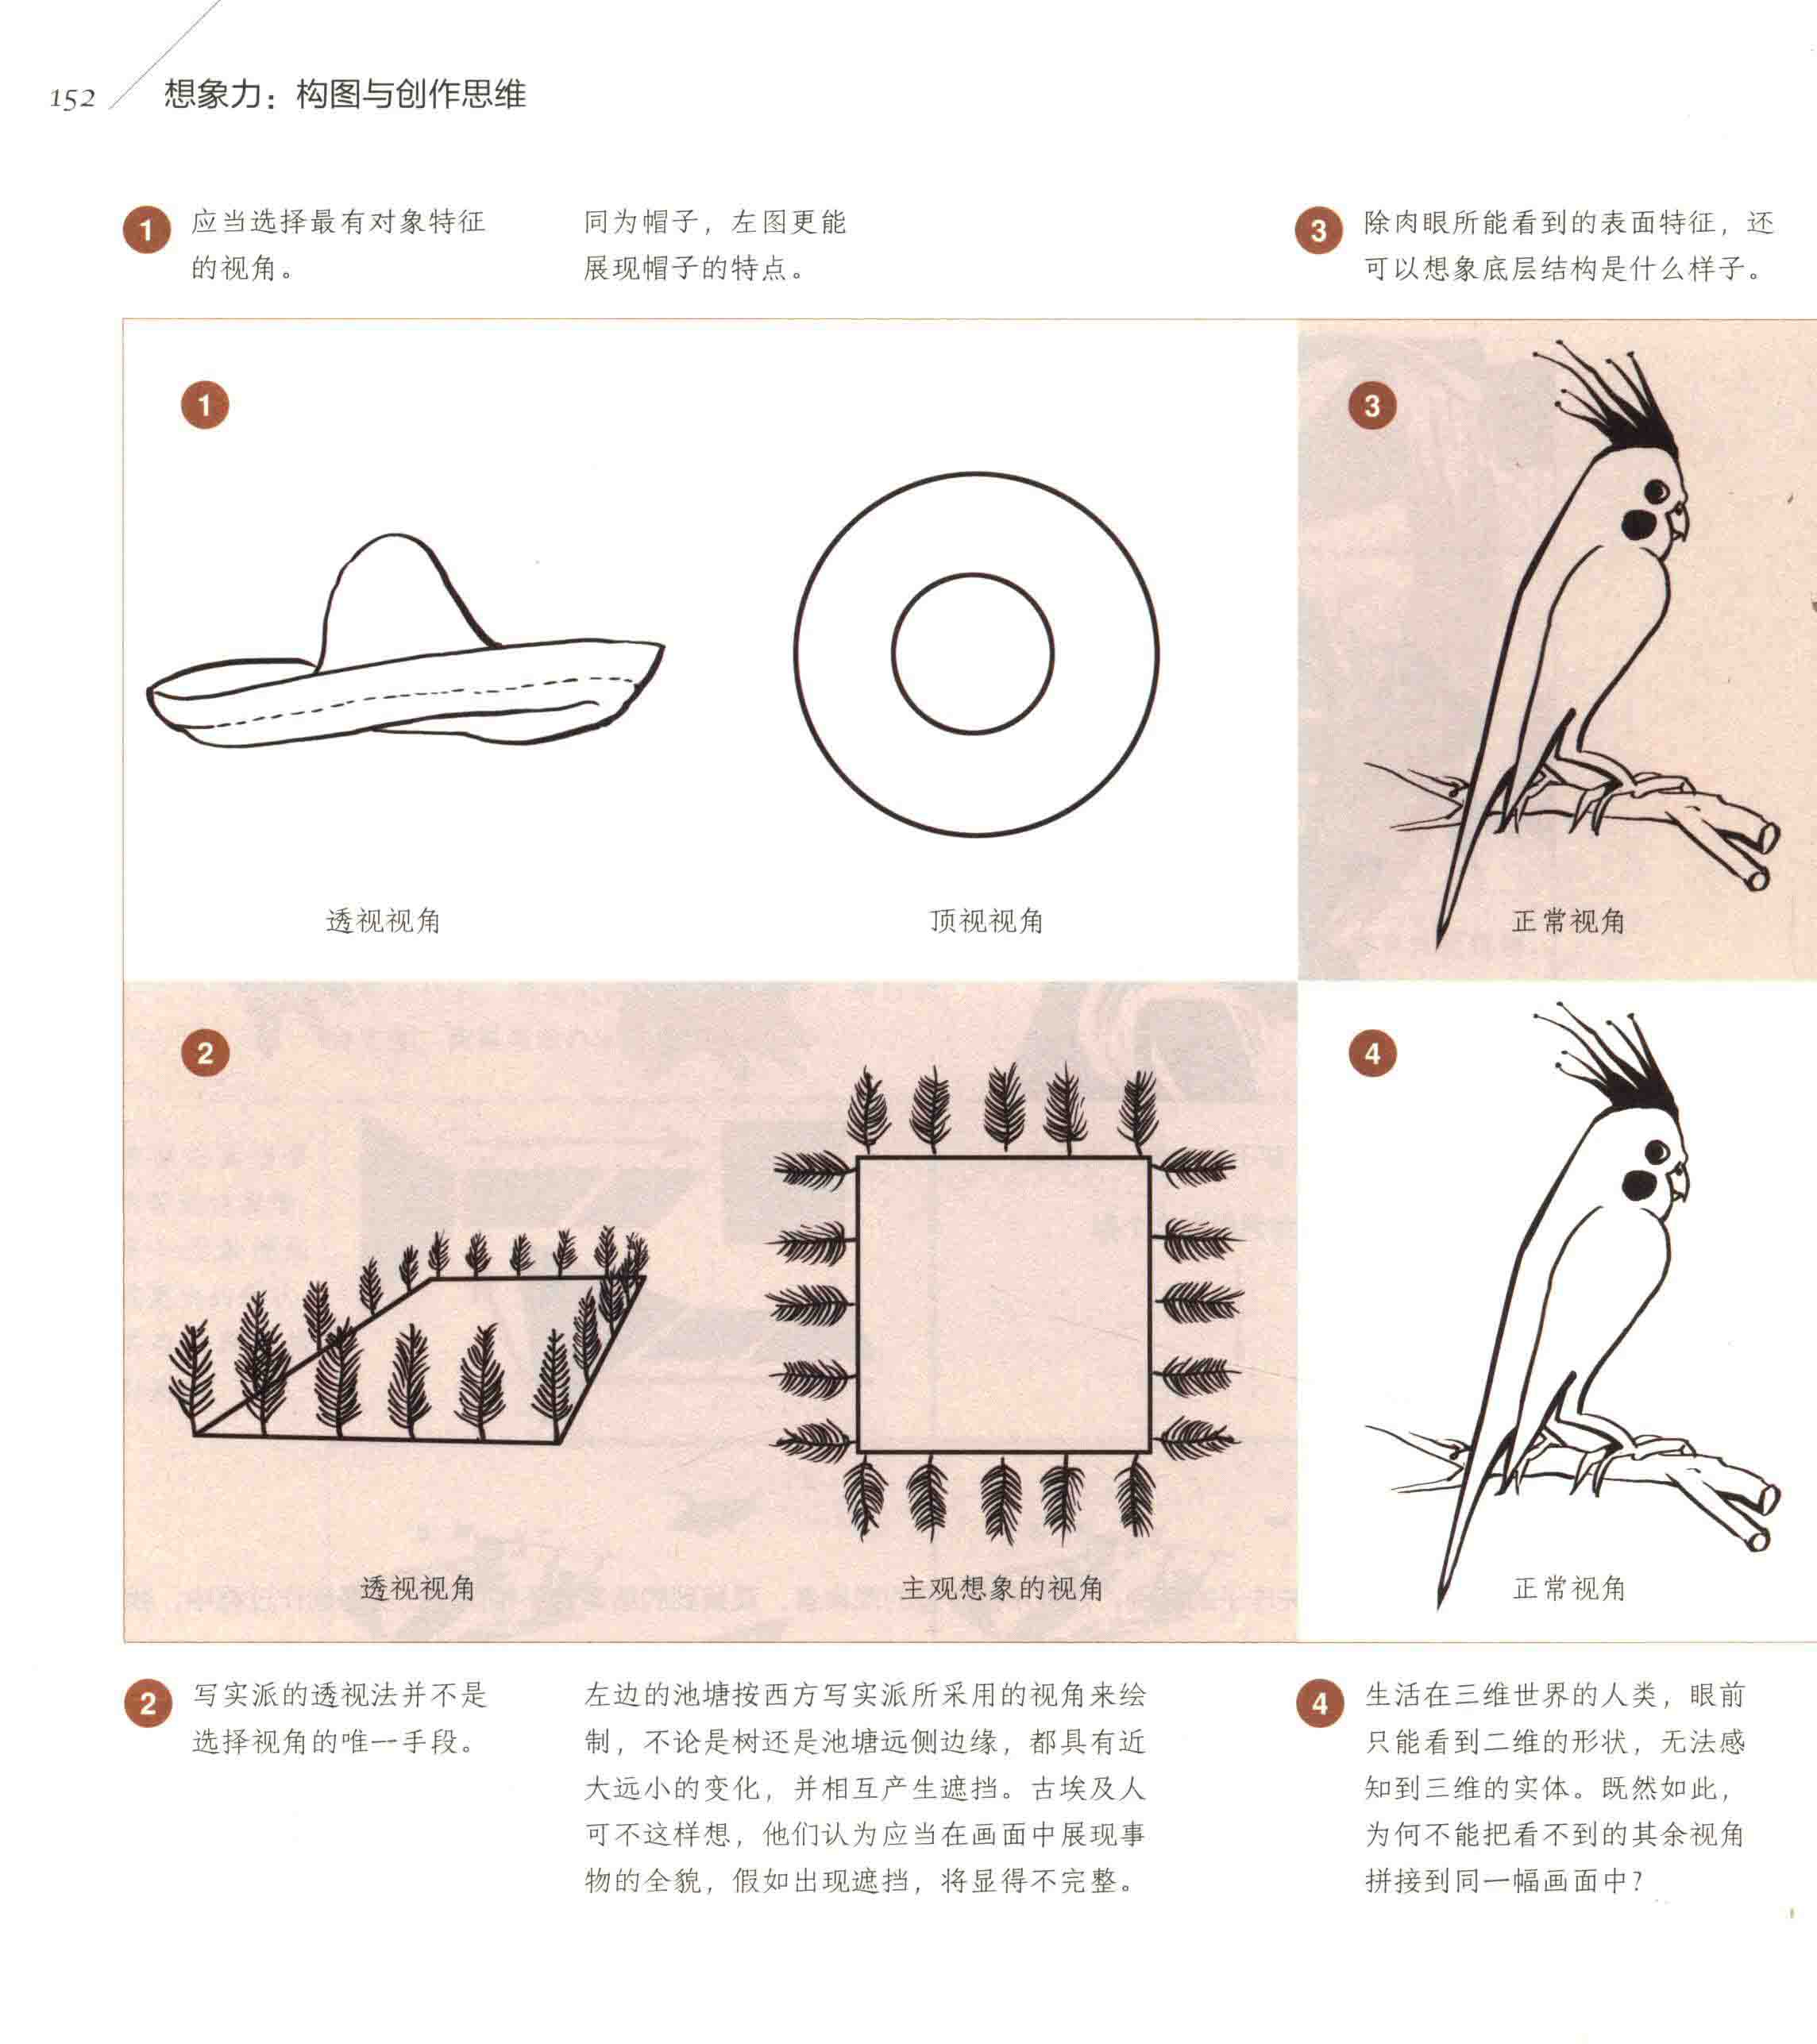 152
想象力：构图与创作思维
1
应当选择最有对象特征
的视角。
同为帽子，左图更能
展现帽子的特点。
3
除肉眼所能看到的表面特征，还
可以想象底层结构是什么样子。
1
透视视角
顶视视角
3
正常视角
2
透视视角
主观想象的视角
4
正常视角
2
写实派的透视法并不是
选择视角的唯一手段。
左边的池塘按西方写实派所采用的视角来绘
制，不论是树还是池塘远侧边缘，都具有近
大远小的变化，并相互产生遮挡。古埃及人
可不这样想，他们认为应当在画面中展现事
物的全貌，假如出现遮挡，将显得不完整。
4
生活在三维世界的人类，眼前
只能看到二维的形状，无法感
知到三维的实体。既然如此，
为何不能把看不到的其余视角
拼接到同一幅画面中？